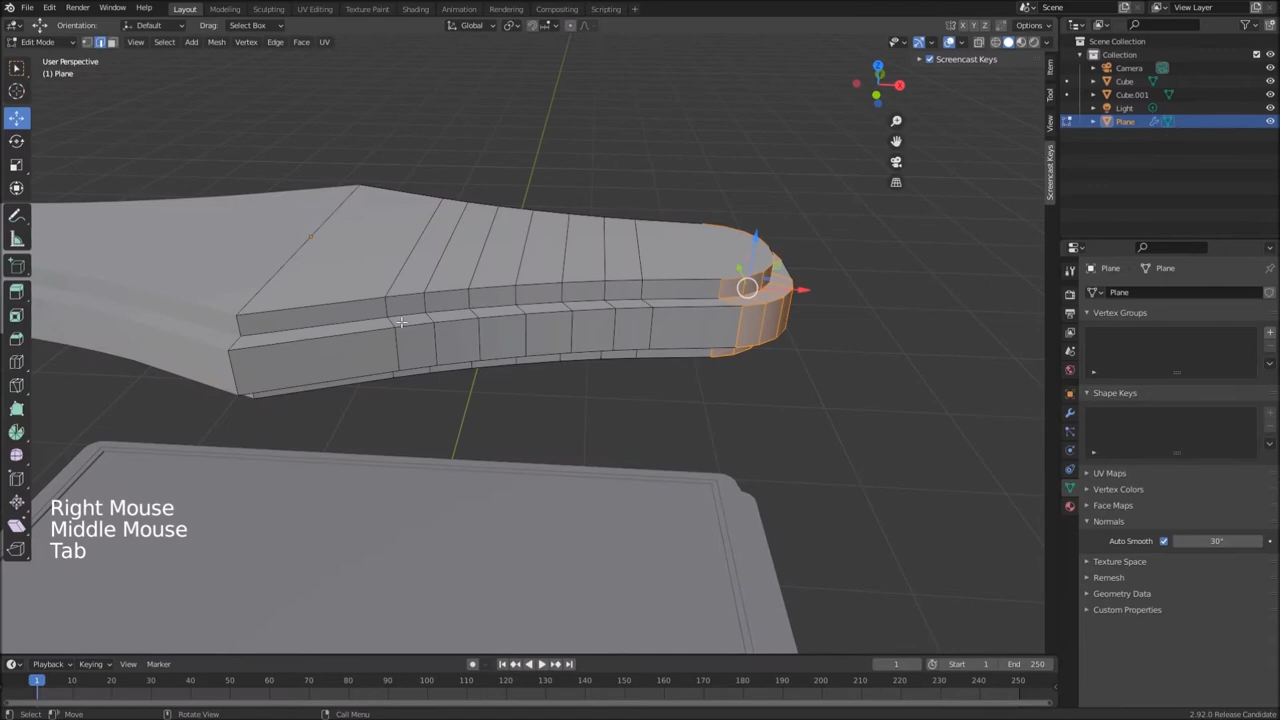 File Edit Render Window Help Layout Modeling Sculpting UV Editing Texture Paint Shading Animation Rendering Compositing Scripting + Scene View Layer
Orientation: Default Drag: Select Box Global X Y Z Options
Edit Mode View Select Add Mesh Vertex Edge Face UV
User Perspective
(1) Plane
Screencast Keys
Z
X
Item
Tool
View
Screencast Keys
Scene Collection
Collection
Camera
Cube
Cube.001
Light
Plane
Plane Plane
Plane
Vertex Groups
Shape Keys
UV Maps
Vertex Colors
Face Maps
Normals
Auto Smooth 30°
Texture Space
Remesh
Geometry Data
Custom Properties
Right Mouse
Middle Mouse
Tab
Playback Keying View Marker 1 Start 1 End 250
1 10 20 30 40 50 60 70 80 90 100 110 120 130 140 150 160 170 180 190 200 210 220 230 240 250
Select Move Rotate View Call Menu 2.92.0 Release Candidate